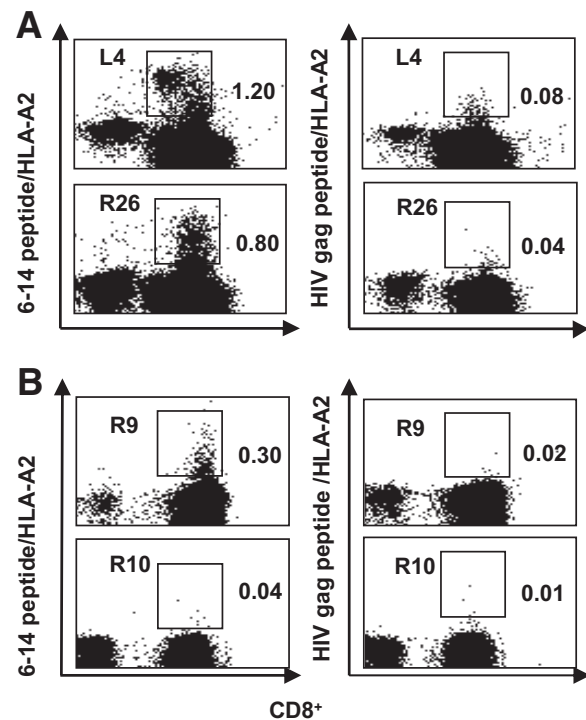 A
6-14 peptide/HLA-A2
L4
1.20
R26
0.80
HIV gag peptide/HLA-A2
L4
0.08
R26
0.04
B
6-14 peptide/HLA-A2
R9
0.30
R10
0.04
HIV gag peptide /HLA-A2
R9
0.02
R10
0.01
CD8+